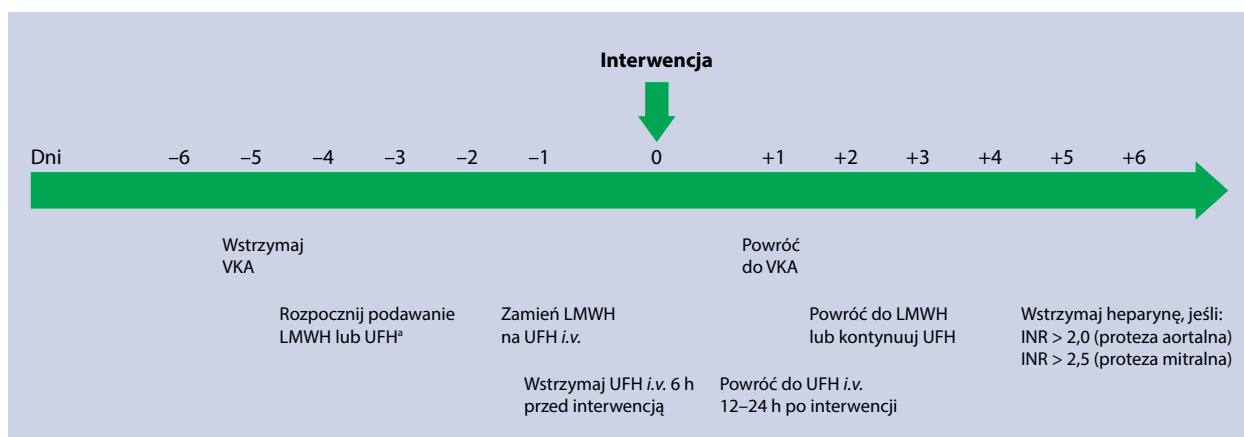 Interwencja
Dni –6 –5 –4 –3 –2 –1 0 +1 +2 +3 +4 +5 +6
Wstrzymaj
VKA
Powróć
do VKA
Rozpocznij podawanie
LMWH lub UFHᵃ
Zamień LMWH
na UFH i.v.
Powróć do LMWH
lub kontynuuj UFH
Wstrzymaj heparynę, jeśli:
INR > 2,0 (proteza aortalna)
INR > 2,5 (proteza mitralna)
Wstrzymaj UFH i.v. 6 h
przed interwencją
Powróć do UFH i.v.
12–24 h po interwencji